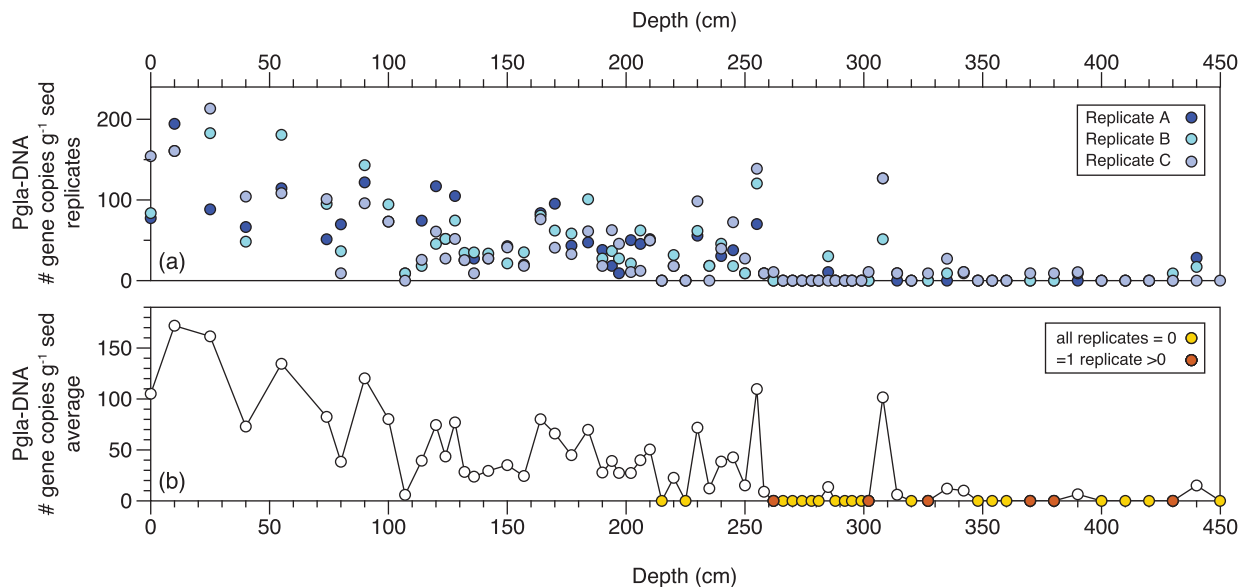 Depth (cm)
0 50 100 150 200 250 300 350 400 450
Pgla-DNA
# gene copies g⁻¹ sed
replicates
200
100
0
(a)
Replicate A
Replicate B
Replicate C
Pgla-DNA
# gene copies g⁻¹ sed
average
150
100
50
0
(b)
all replicates = 0
=1 replicate >0
0 50 100 150 200 250 300 350 400 450
Depth (cm)